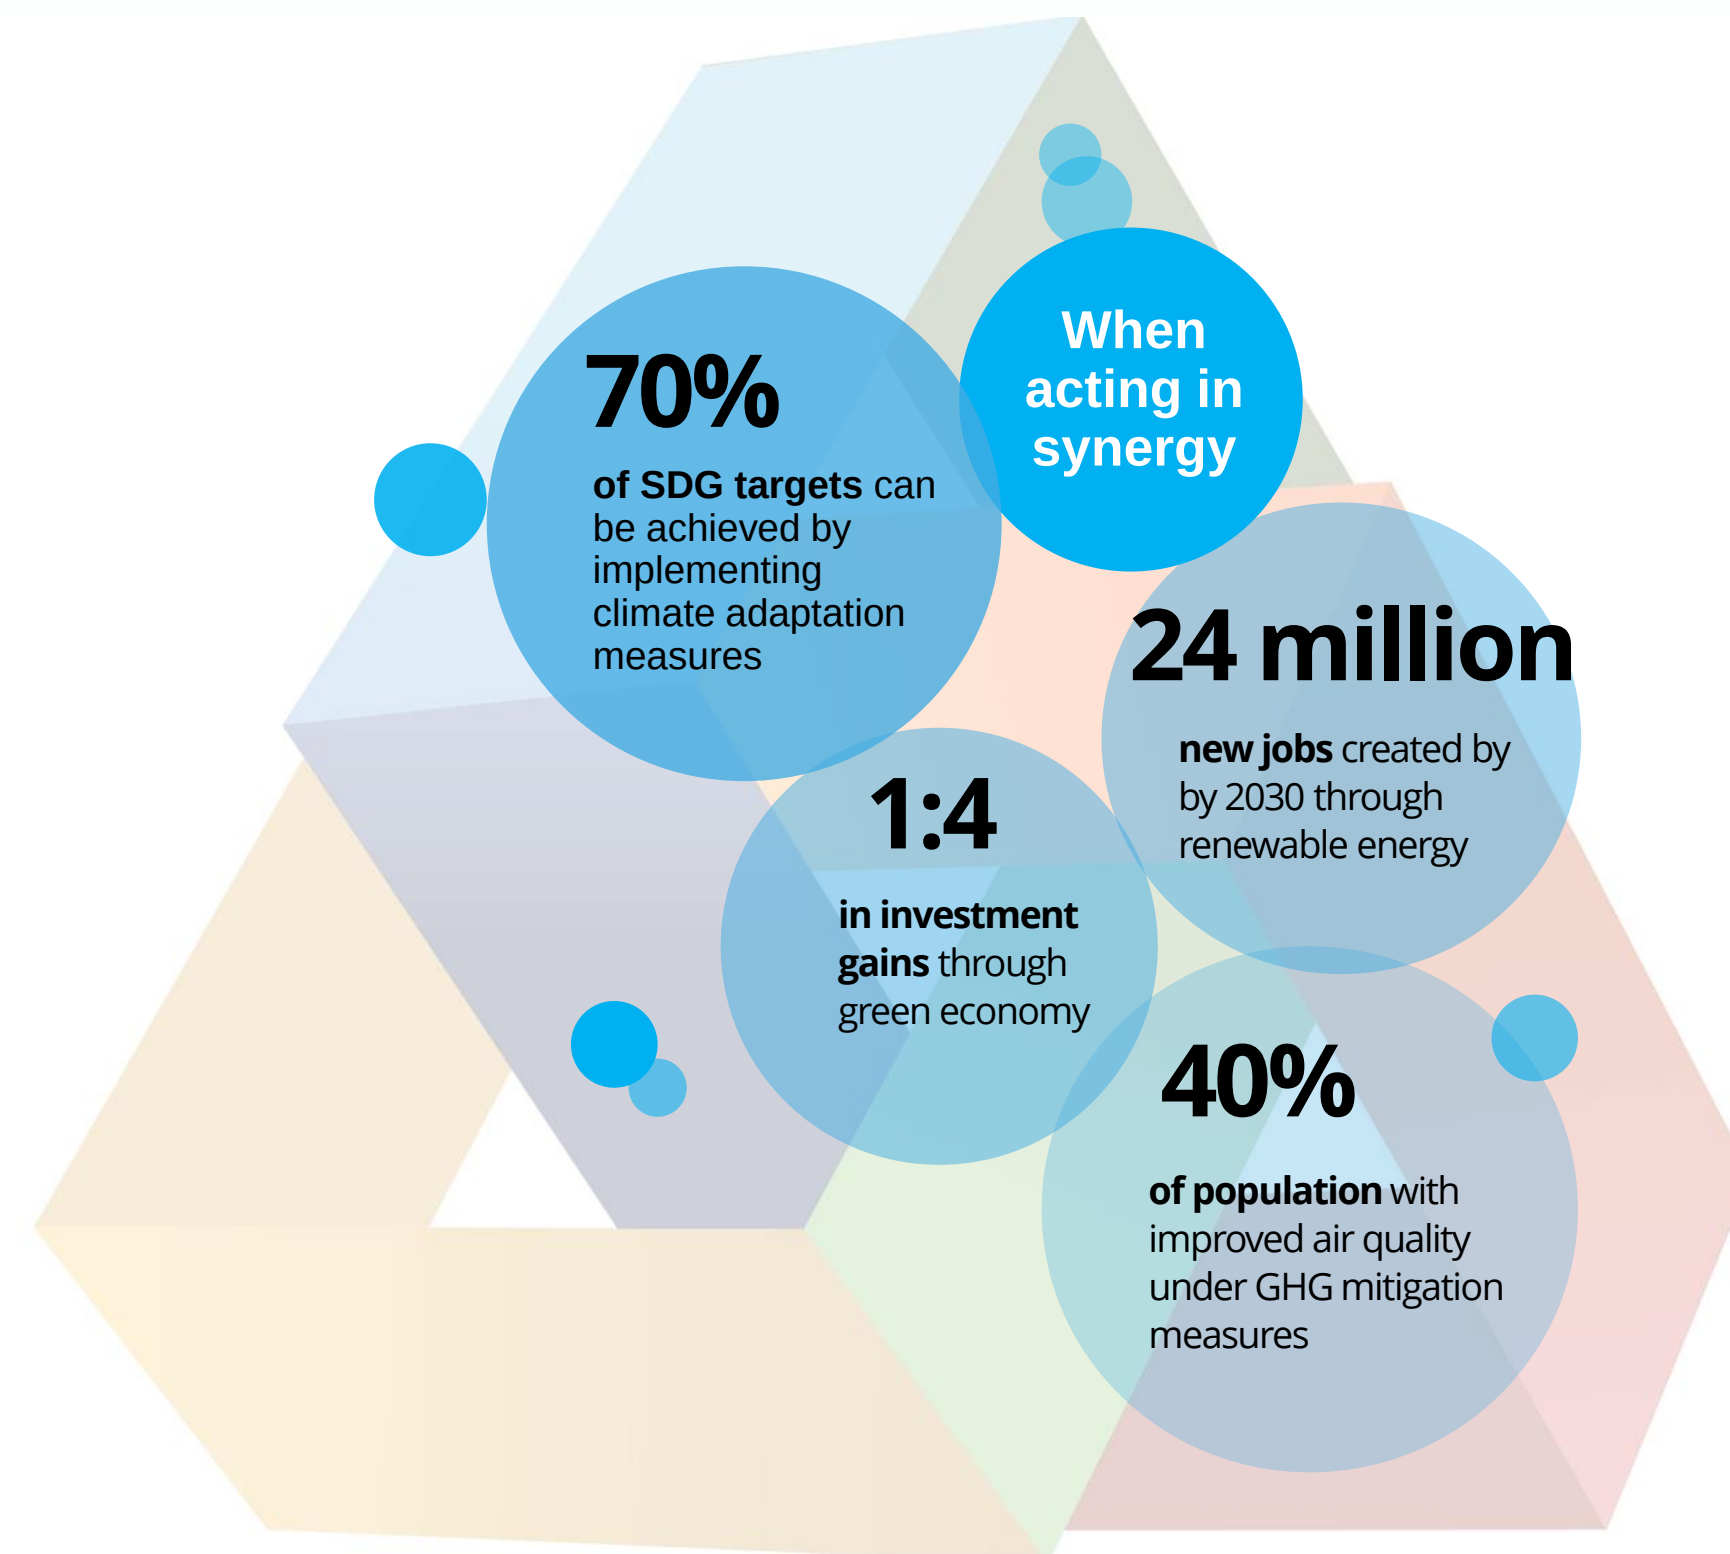 When
acting in
synergy
70%
of SDG targets can
be achieved by
implementing
climate adaptation
measures
24 million
new jobs created by
by 2030 through
renewable energy
1:4
in investment
gains through
green economy
40%
of population with
improved air quality
under GHG mitigation
measures